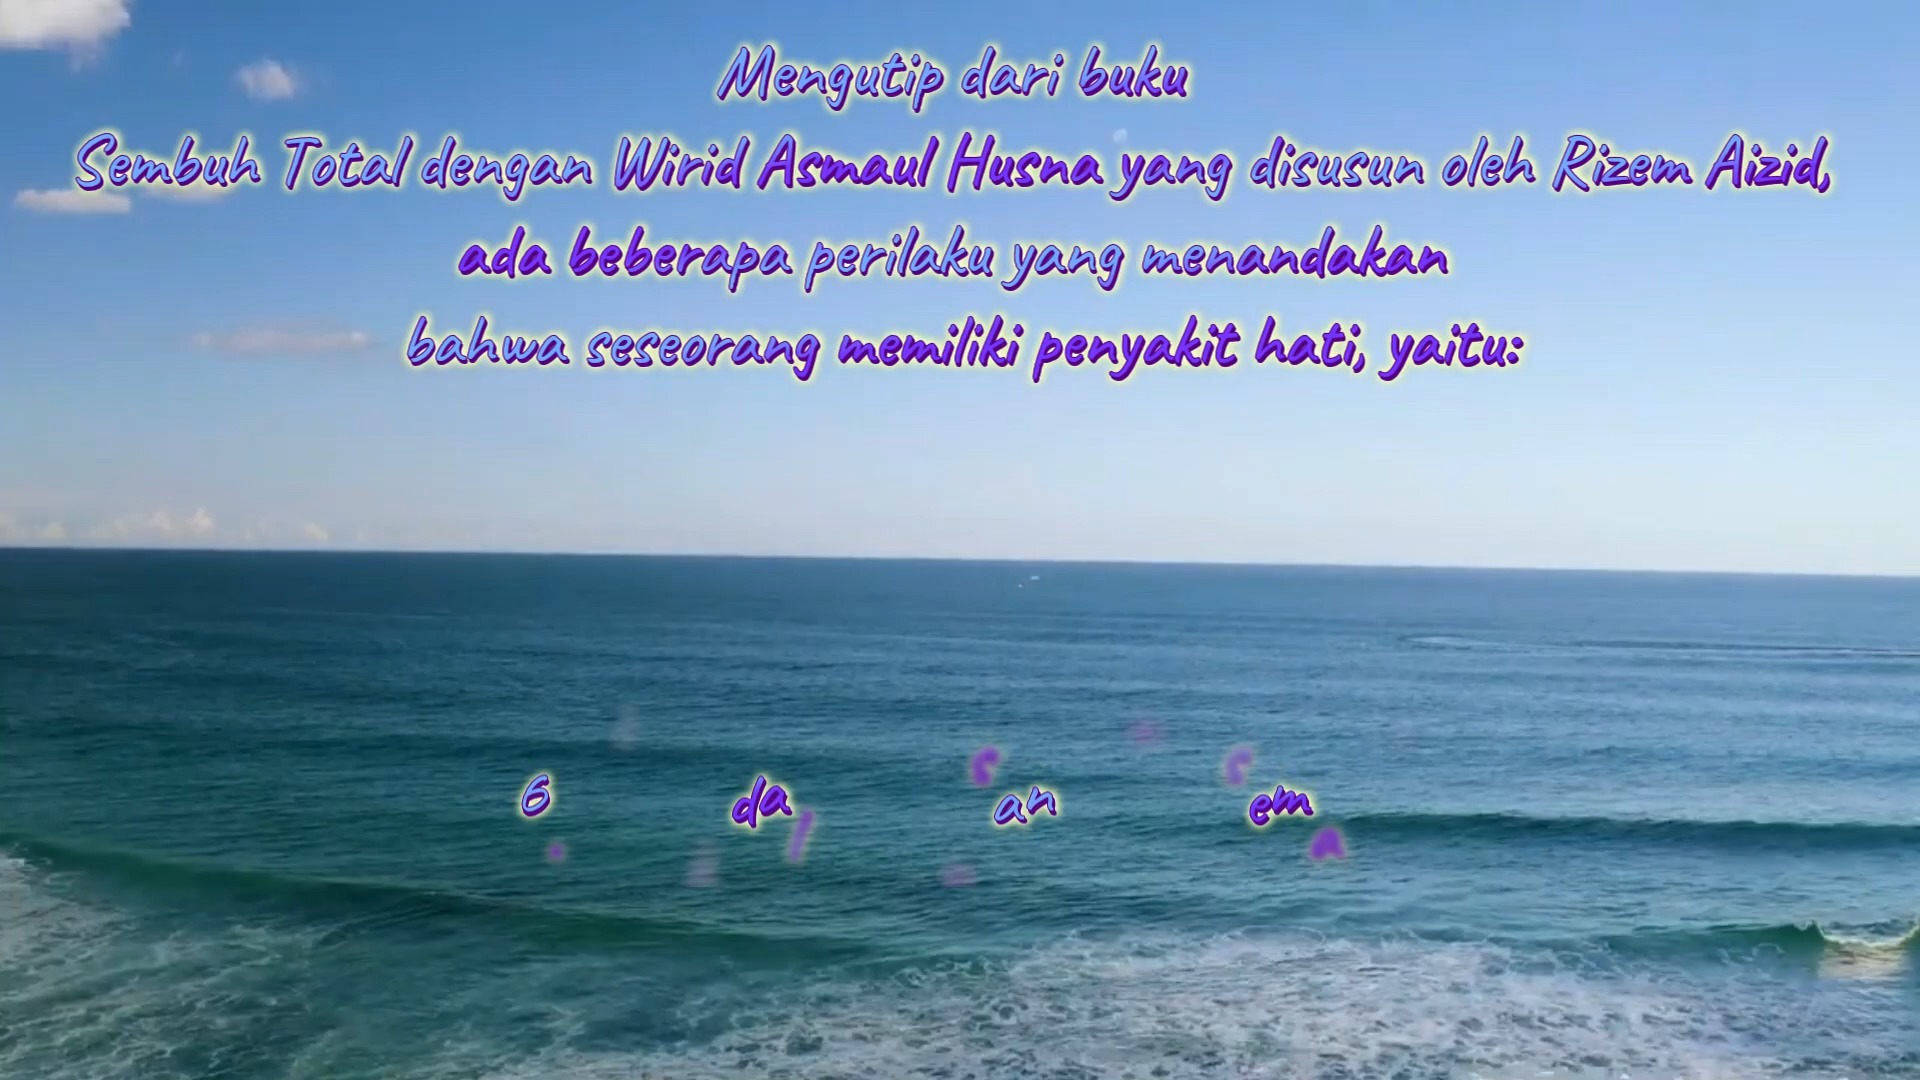 Mengutip dari buku
Sembuh Total dengan Wirid Asmaul Husna yang disusun oleh Rizem Aizid,
ada beberapa perilaku yang menandakan
bahwa seseorang memiliki penyakit hati, yaitu:
6